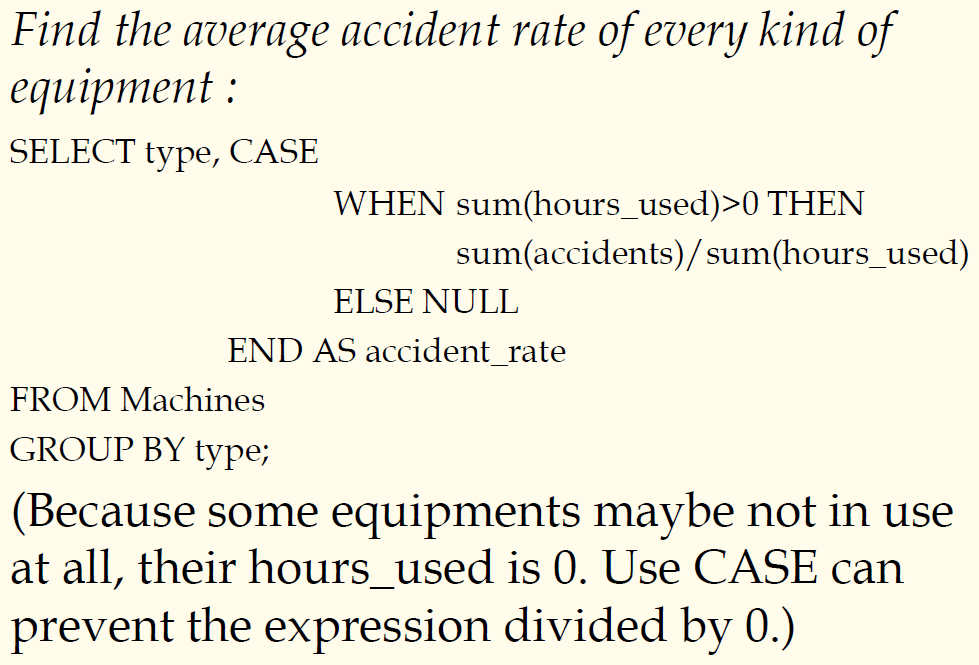 Find the average accident rate of every kind of
equipment :
SELECT type, CASE
WHEN sum(hours_used)>0 THEN
sum(accidents)/sum(hours_used)
ELSE NULL
END AS accident_rate
FROM Machines
GROUP BY type;
(Because some equipments maybe not in use
at all, their hours_used is 0. Use CASE can
prevent the expression divided by 0.)